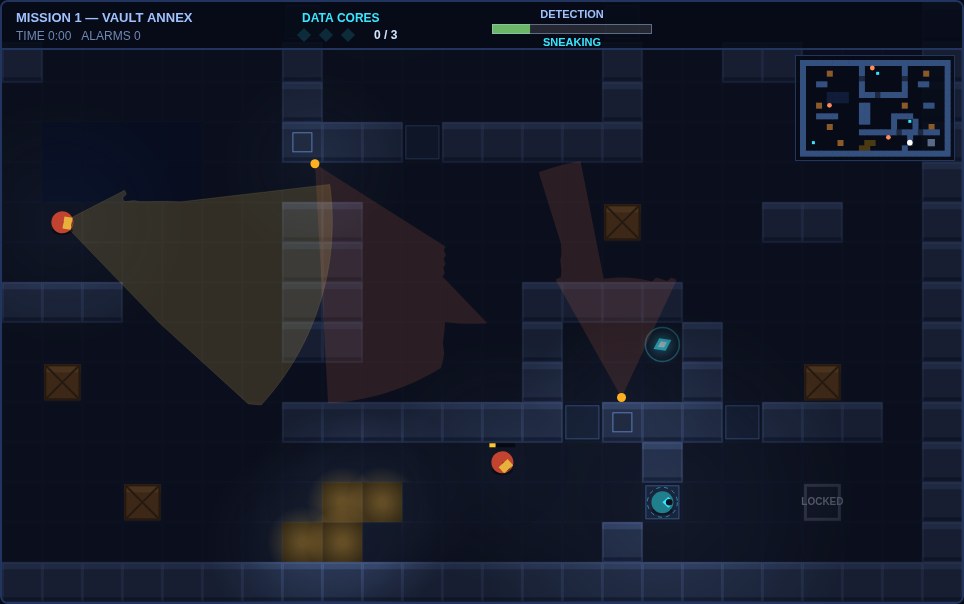 MISSION 1 — VAULT ANNEX
TIME 0:00 ALARMS 0
DATA CORES
0 / 3
DETECTION
SNEAKING
LOCKED